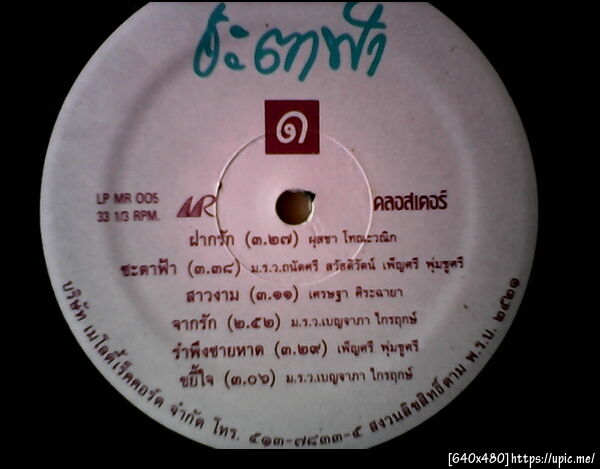 ชะตาฟ้า
๑
LP MR 005
33 1/3 RPM.
MR
คลอสเตอร์
ฝากรัก (๓.๒๗) ผุสชา โทณะวณิก
ชะตาฟ้า (๓.๓๘) ม.ร.ว.ถนัดศรี สวัสดิวัตน์ เพ็ญศรี พุ่มชูศรี
สาวงาม (๓.๑๑) เศรษฐา ศิระฉายา
จากรัก (๒.๕๒) ม.ร.ว.เบญจาภา ไกรฤกษ์
รำพึงชายหาด (๓.๒๙) เพ็ญศรี พุ่มชูศรี
ขยี้ใจ (๓.๐๖) ม.ร.ว.เบญจาภา ไกรฤกษ์
บริษัท เมโลดี้เร็คคอร์ด จำกัด โทร. ๕๑๓-๗๘๓๓-๕ สงวนลิขสิทธิ์ตาม พ.ร.บ. ๒๕๒๑
[640x480]https://upic.me/